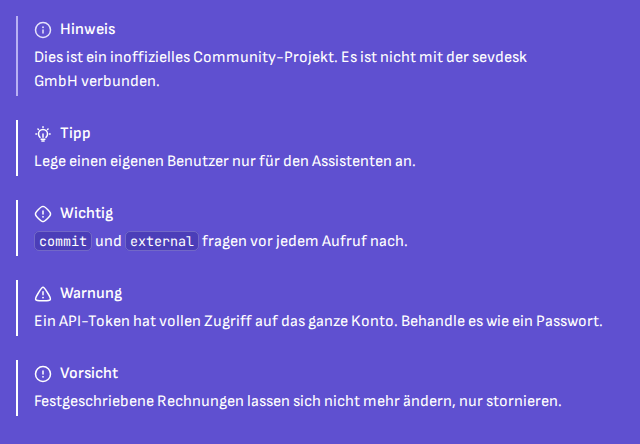 Hinweis
Dies ist ein inoffizielles Community-Projekt. Es ist nicht mit der sevdesk
GmbH verbunden.
Tipp
Lege einen eigenen Benutzer nur für den Assistenten an.
Wichtig
commit und external fragen vor jedem Aufruf nach.
Warnung
Ein API-Token hat vollen Zugriff auf das ganze Konto. Behandle es wie ein Passwort.
Vorsicht
Festgeschriebene Rechnungen lassen sich nicht mehr ändern, nur stornieren.